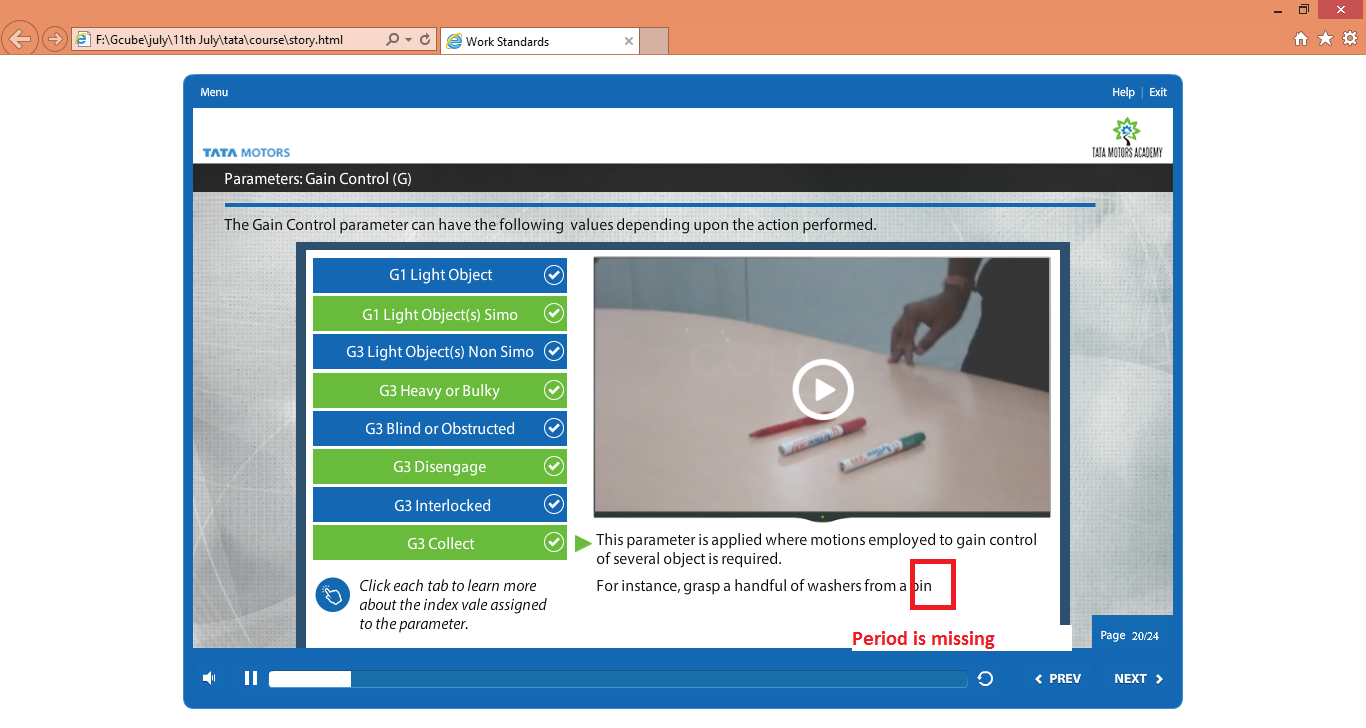 F:\Gcube\july\11th July\tata\course\story.html
Work Standards
Menu
Help | Exit
TATA MOTORS
TATA MOTORS ACADEMY
Parameters: Gain Control (G)
The Gain Control parameter can have the following  values depending upon the action performed.
G1 Light Object
G1 Light Object(s) Simo
G3 Light Object(s) Non Simo
G3 Heavy or Bulky
G3 Blind or Obstructed
G3 Disengage
G3 Interlocked
G3 Collect
Click each tab to learn more
about the index vale assigned
to the parameter.
This parameter is applied where motions employed to gain control
of several object is required.
For instance, grasp a handful of washers from a bin
Period is missing
Page 20/24
PREV
NEXT